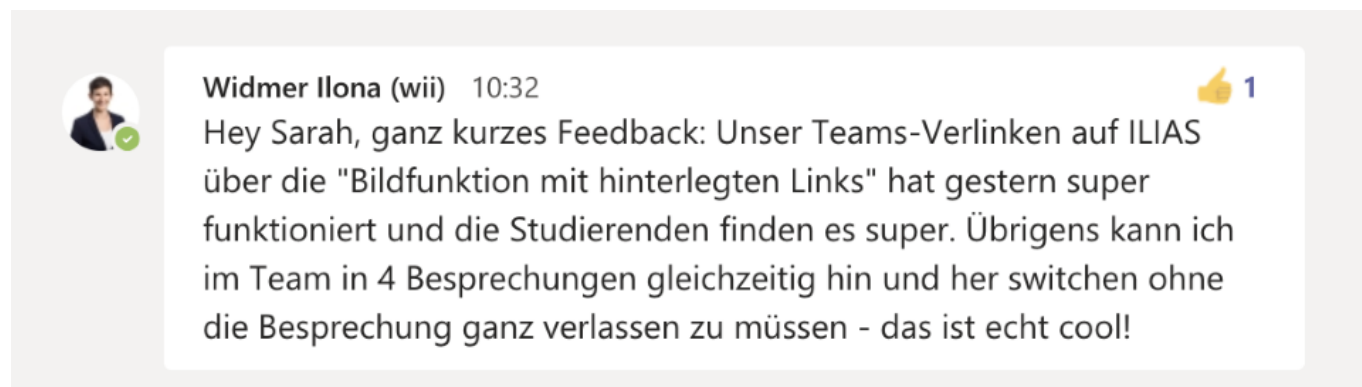 Widmer Ilona (wii) 10:32 1
Hey Sarah, ganz kurzes Feedback: Unser Teams-Verlinken auf ILIAS
über die "Bildfunktion mit hinterlegten Links" hat gestern super
funktioniert und die Studierenden finden es super. Übrigens kann ich
im Team in 4 Besprechungen gleichzeitig hin und her switchen ohne
die Besprechung ganz verlassen zu müssen - das ist echt cool!